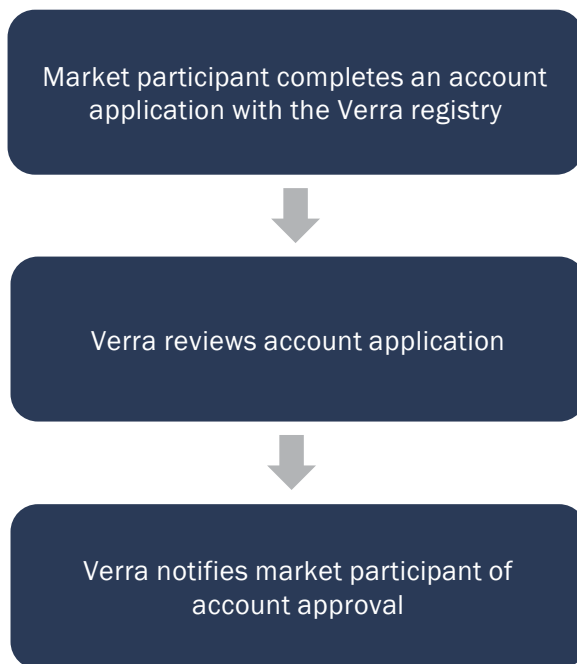 Market participant completes an account
application with the Verra registry
Verra reviews account application
Verra notifies market participant of
account approval